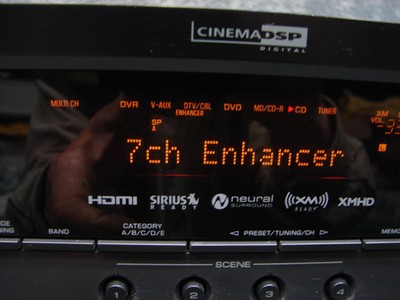 CINEMA DSP
DIGITAL
MULTI CH DVR V-AUX DTV/CBL DVD MD/CD-R CD TUNER XM
ENHANCER VOL
SP
A
7ch Enhancer
HDMI SIRIUS neural XM XMHD
READY SURROUND READY
CATEGORY
BAND A/B/C/D/E PRESET/TUNING/CH
SCENE
1 2 3 4